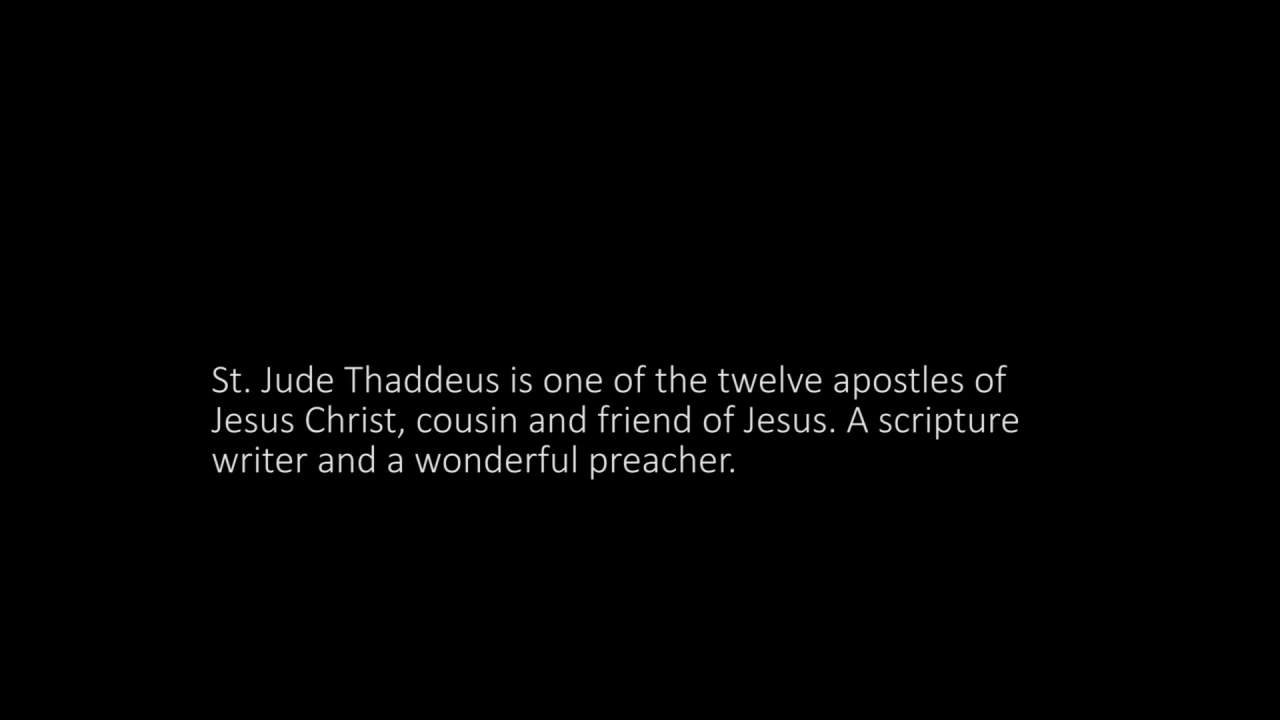 St. Jude Thaddeus is one of the twelve apostles of
Jesus Christ, cousin and friend of Jesus. A scripture
writer and a wonderful preacher.